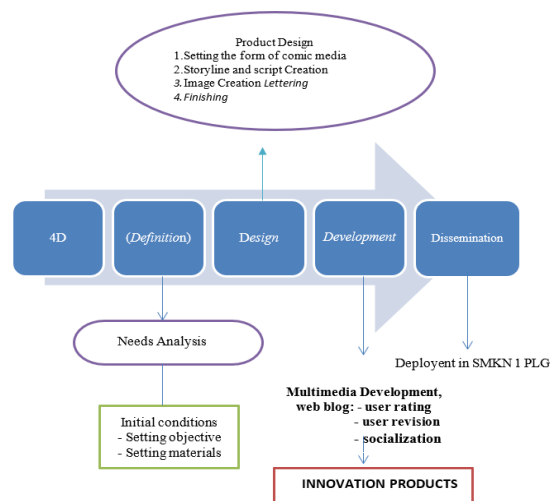 Product Design
1.Setting the form of comic media
2.Storyline and script Creation
3.Image Creation Lettering
4.Finishing
4D
(Definition)
Design
Development
Dissemination
Needs Analysis
Deployent in SMKN 1 PLG
Initial conditions
- Setting objective
- Setting materials
Multimedia Development,
web blog: - user rating
- user revision
- socialization
INNOVATION PRODUCTS